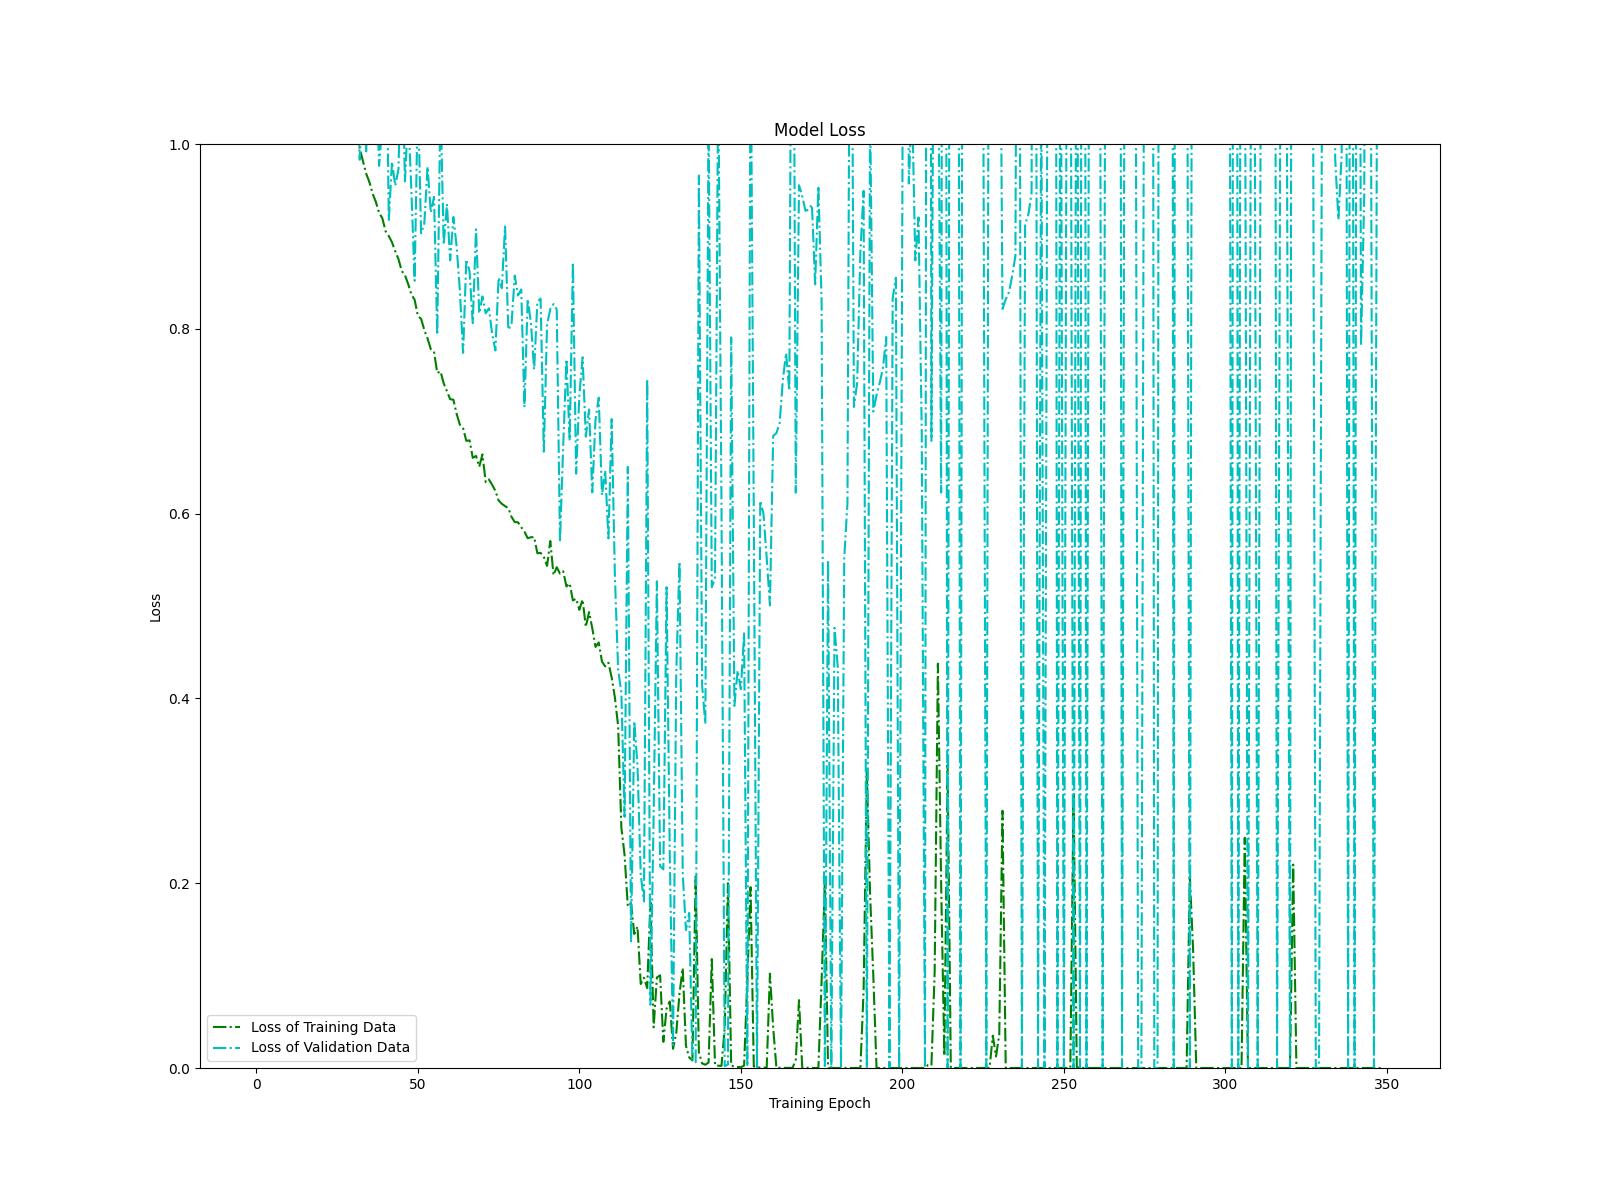 Model Loss
1.0
0.8
0.6
0.4
0.2
0.0
Loss
Loss of Training Data
Loss of Validation Data
0 50 100 150 200 250 300 350
Training Epoch